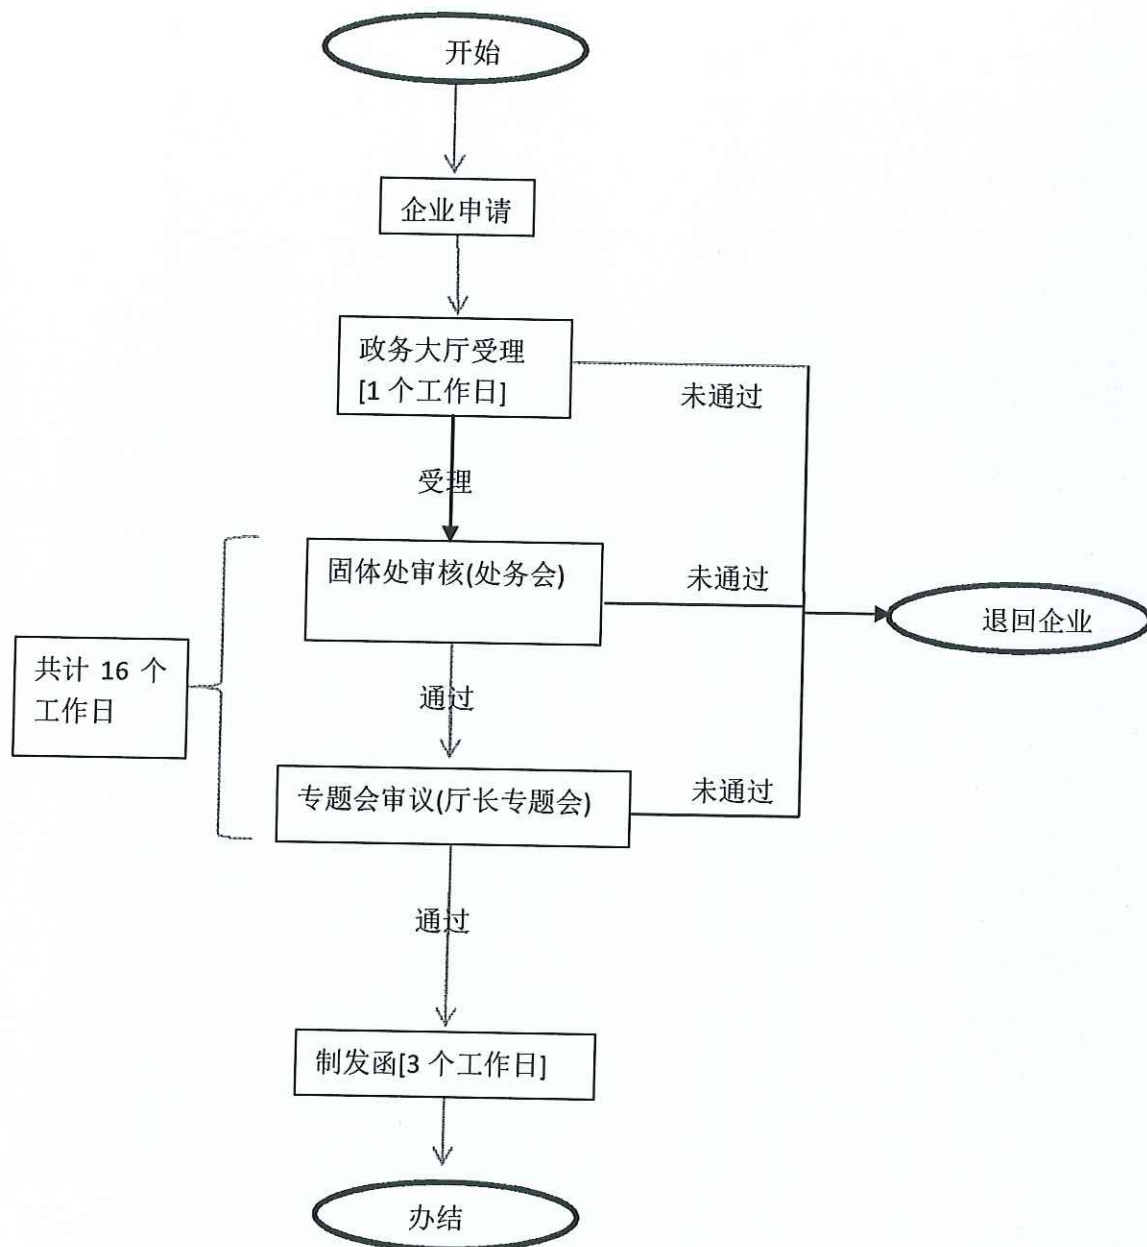 开始
企业申请
政务大厅受理
[1 个工作日]
未通过
受理
固体处审核(处务会)
未通过
退回企业
共计 16 个
工作日
通过
专题会审议(厅长专题会)
未通过
通过
制发函[3 个工作日]
办结